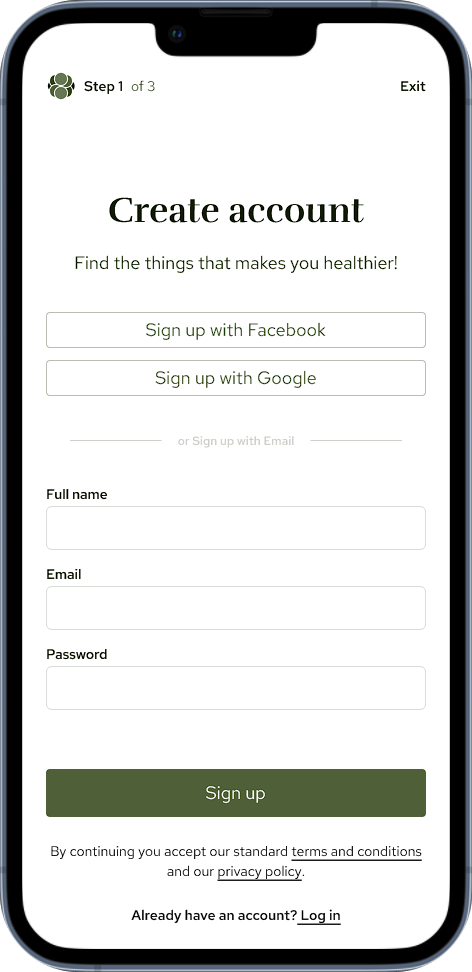 Step 1 of 3 Exit
Create account
Find the things that makes you healthier!
Sign up with Facebook
Sign up with Google
or Sign up with Email
Full name
Email
Password
Sign up
By continuing you accept our standard terms and conditions
and our privacy policy.
Already have an account? Log in